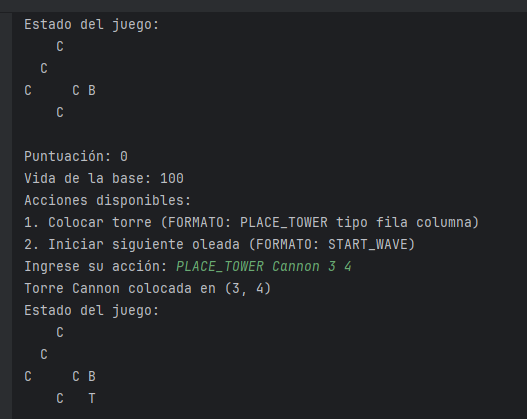 Estado del juego:
    C
  C
C     C B
    C
Puntuación: 0
Vida de la base: 100
Acciones disponibles:
1. Colocar torre (FORMATO: PLACE_TOWER tipo fila columna)
2. Iniciar siguiente oleada (FORMATO: START_WAVE)
Ingrese su acción: PLACE_TOWER Cannon 3 4
Torre Cannon colocada en (3, 4)
Estado del juego:
    C
  C
C     C B
    C   T